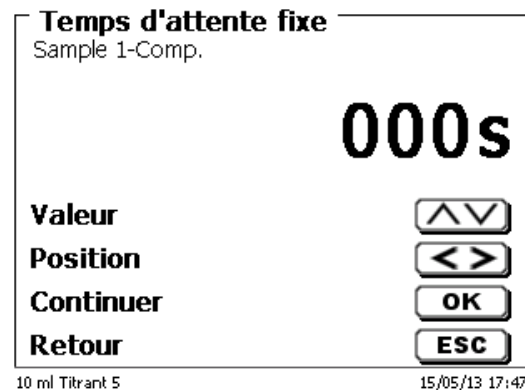 Temps d'attente fixe
Sample 1-Comp.
000s
Valeur
Position
Continuer OK
Retour ESC
10 ml Titrant 5 15/05/13 17:47